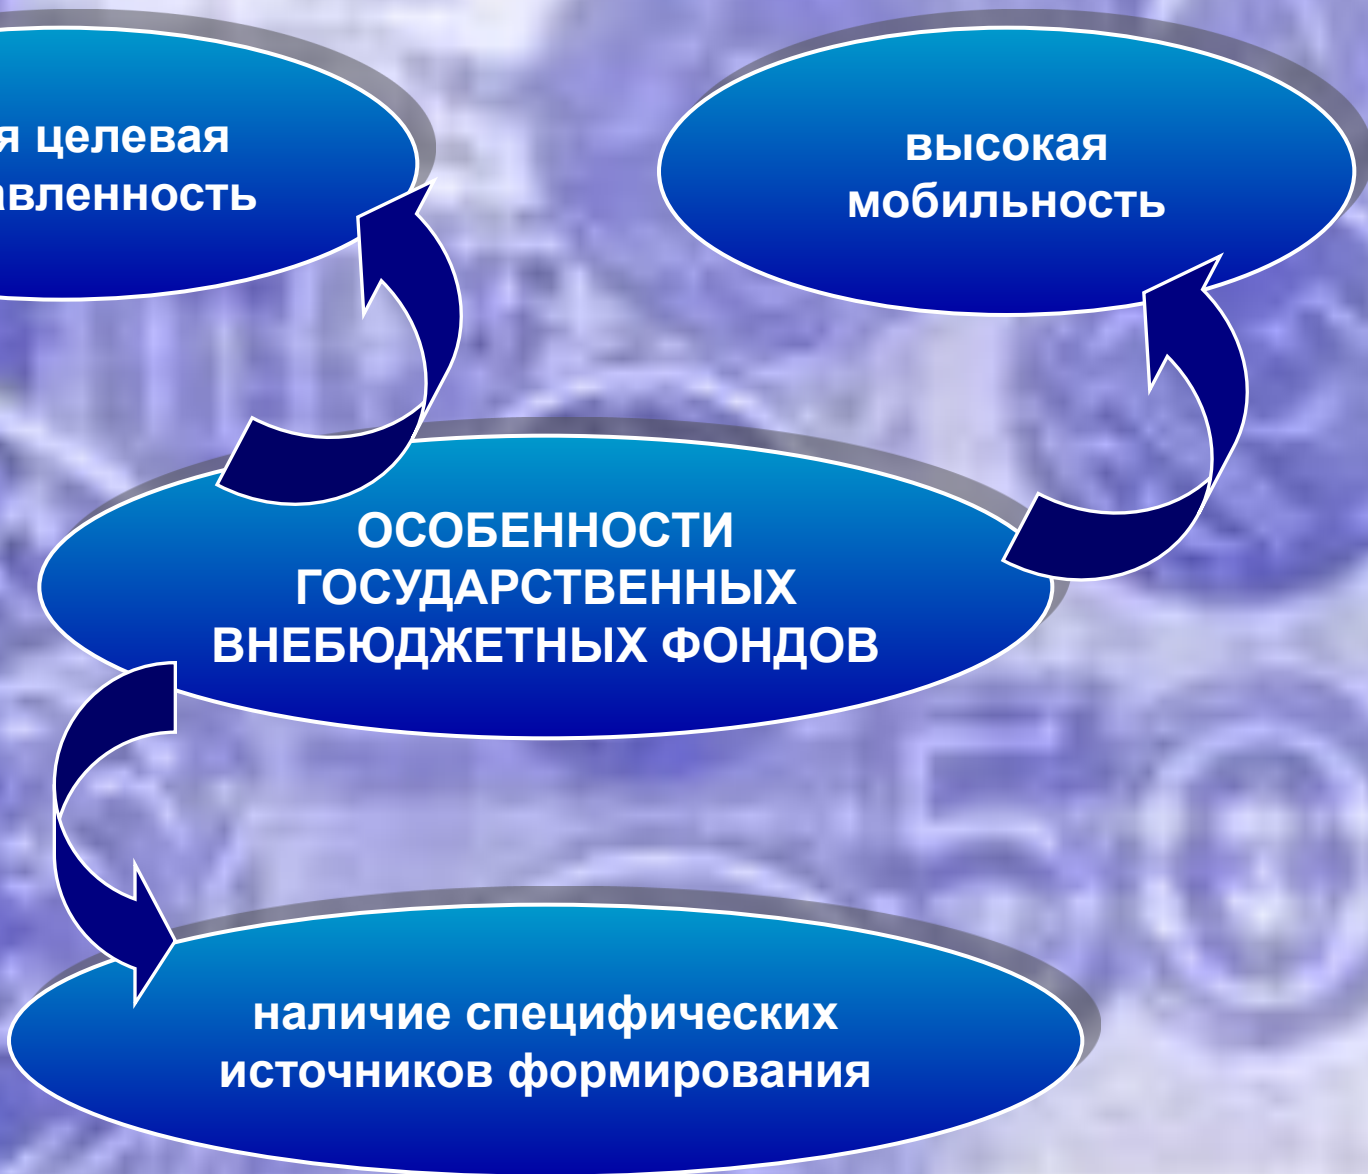 я целевая
авленность
высокая
мобильность
ОСОБЕННОСТИ
ГОСУДАРСТВЕННЫХ
ВНЕБЮДЖЕТНЫХ ФОНДОВ
наличие специфических
источников формирования